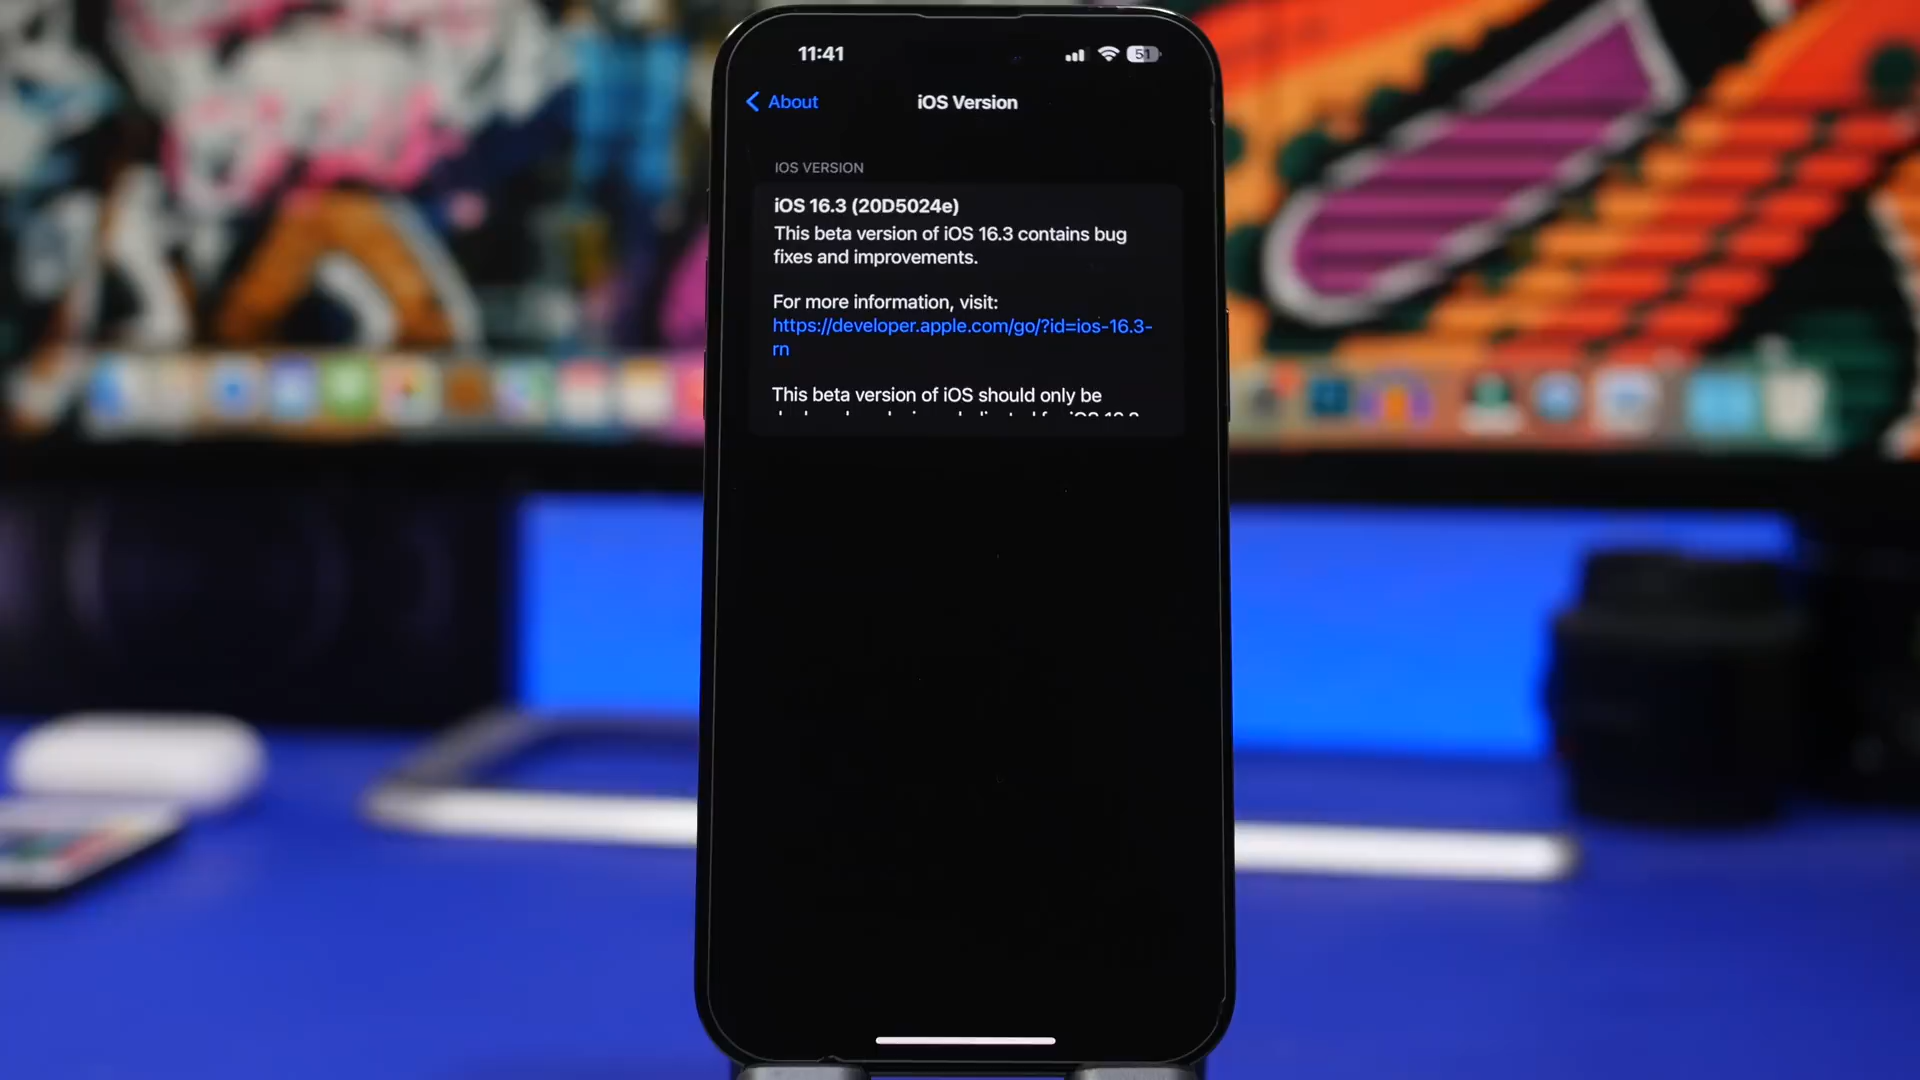 11:41
51
About
iOS Version
IOS VERSION
iOS 16.3 (20D5024e)
This beta version of iOS 16.3 contains bug
fixes and improvements.
For more information, visit:
https://developer.apple.com/go/?id=ios-16.3-
rn
This beta version of iOS should only be